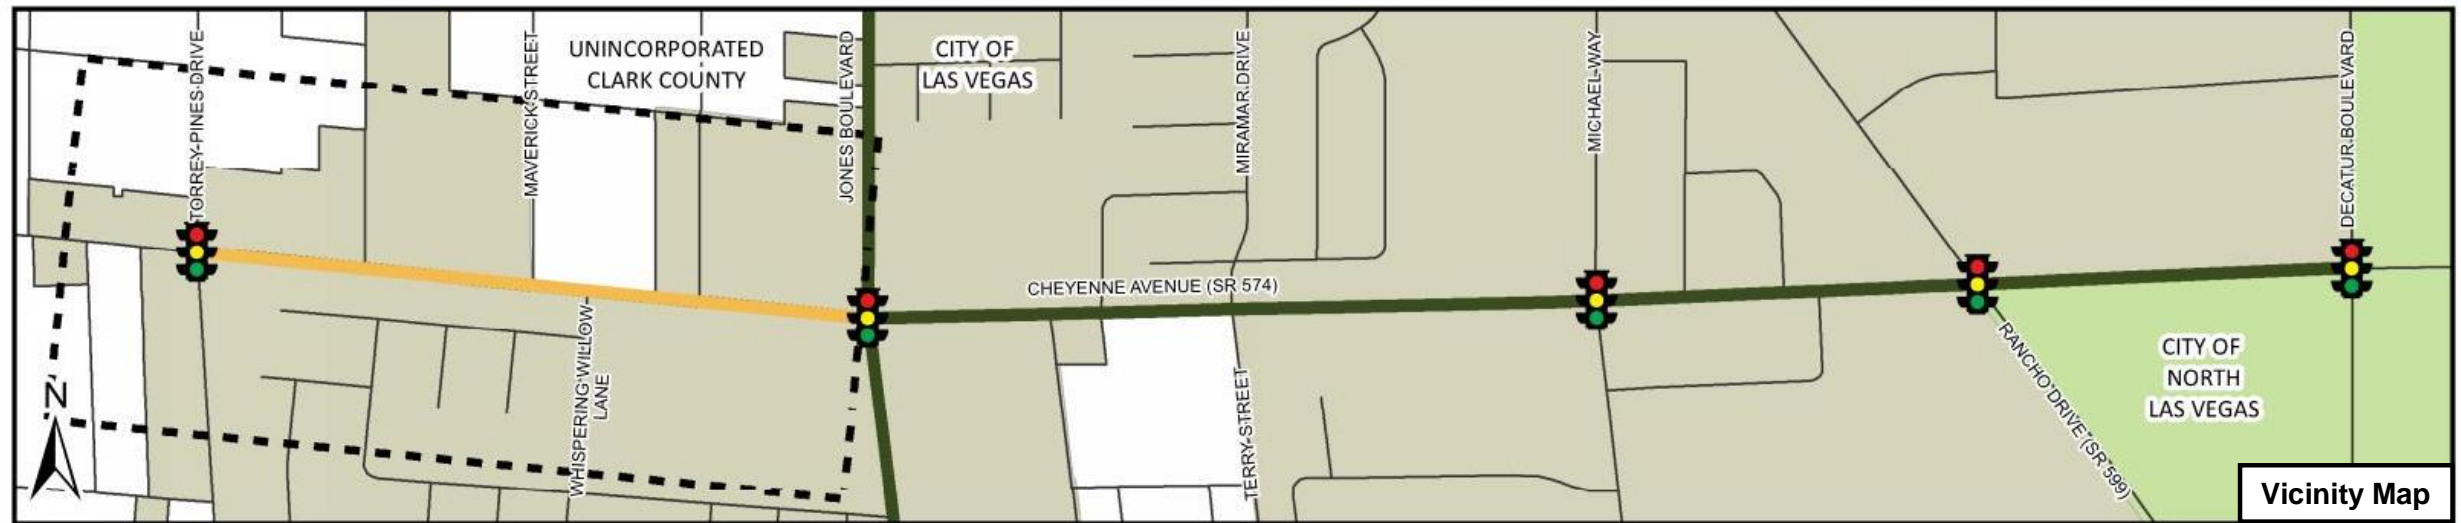 TORREY PINES DRIVE
MAVERICK STREET
UNINCORPORATED
CLARK COUNTY
JONES BOULEVARD
CITY OF
LAS VEGAS
MIRAMAR DRIVE
MICHAEL WAY
DECATUR BOULEVARD
CHEYENNE AVENUE (SR 574)
WHISPERING WILLOW
LANE
TERRY STREET
RANCHO DRIVE (SR 599)
CITY OF
NORTH
LAS VEGAS
N
Vicinity Map